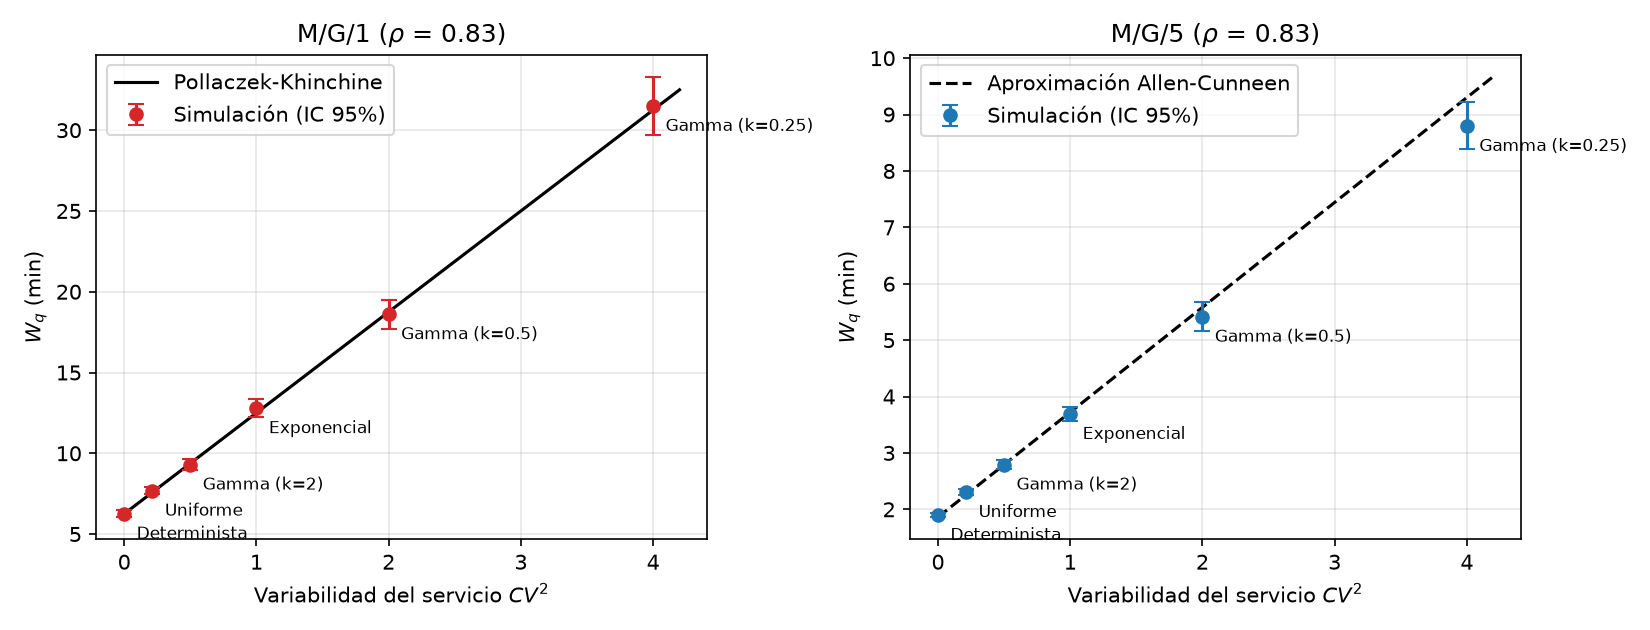 M/G/1 (ρ = 0.83)
Pollaczek-Khinchine
Simulación (IC 95%)
Gamma (k=0.25)
Gamma (k=0.5)
Exponencial
Gamma (k=2)
Uniforme
Determinista
30
25
20
15
10
5
0 1 2 3 4
W_q (min)
Variabilidad del servicio CV²
M/G/5 (ρ = 0.83)
Aproximación Allen-Cunneen
Simulación (IC 95%)
Gamma (k=0.25)
Gamma (k=0.5)
Exponencial
Gamma (k=2)
Uniforme
Determinista
10
9
8
7
6
5
4
3
2
0 1 2 3 4
W_q (min)
Variabilidad del servicio CV²